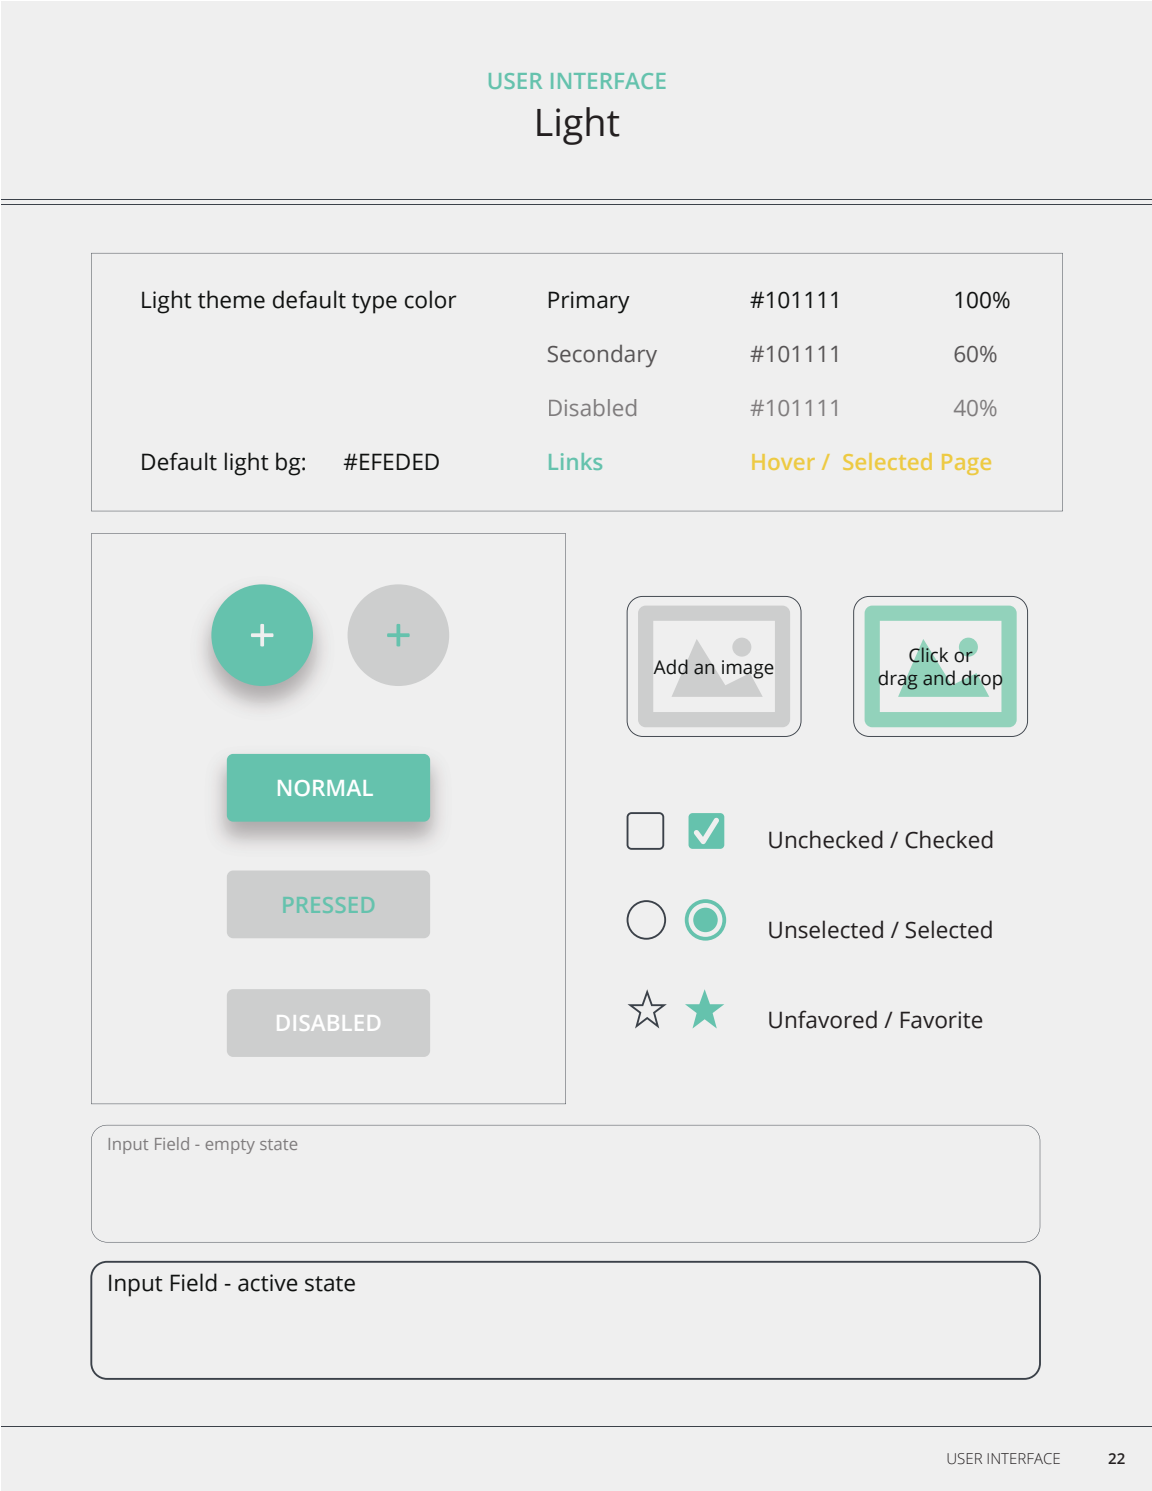 USER INTERFACE
Light
Light theme default type color Primary #101111 100%
Secondary #101111 60%
Disabled #101111 40%
Default light bg: #EFEDED Links Hover / Selected Page
+ +
NORMAL
PRESSED
DISABLED
Add an image
Click or
drag and drop
Unchecked / Checked
Unselected / Selected
Unfavored / Favorite
Input Field - empty state
Input Field - active state
USER INTERFACE 22